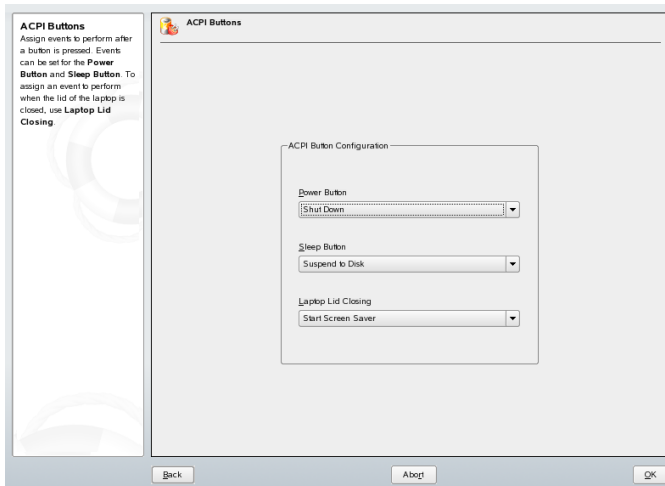 ACPI Buttons
Assign events to perform after
a button is pressed. Events
can be set for the Power
Button and Sleep Button. To
assign an event to perform
when the lid of the laptop is
closed, use Laptop Lid
Closing.
ACPI Buttons
ACPI Button Configuration
Power Button
Shut Down
Sleep Button
Suspend to Disk
Laptop Lid Closing
Start Screen Saver
Back
Abort
OK